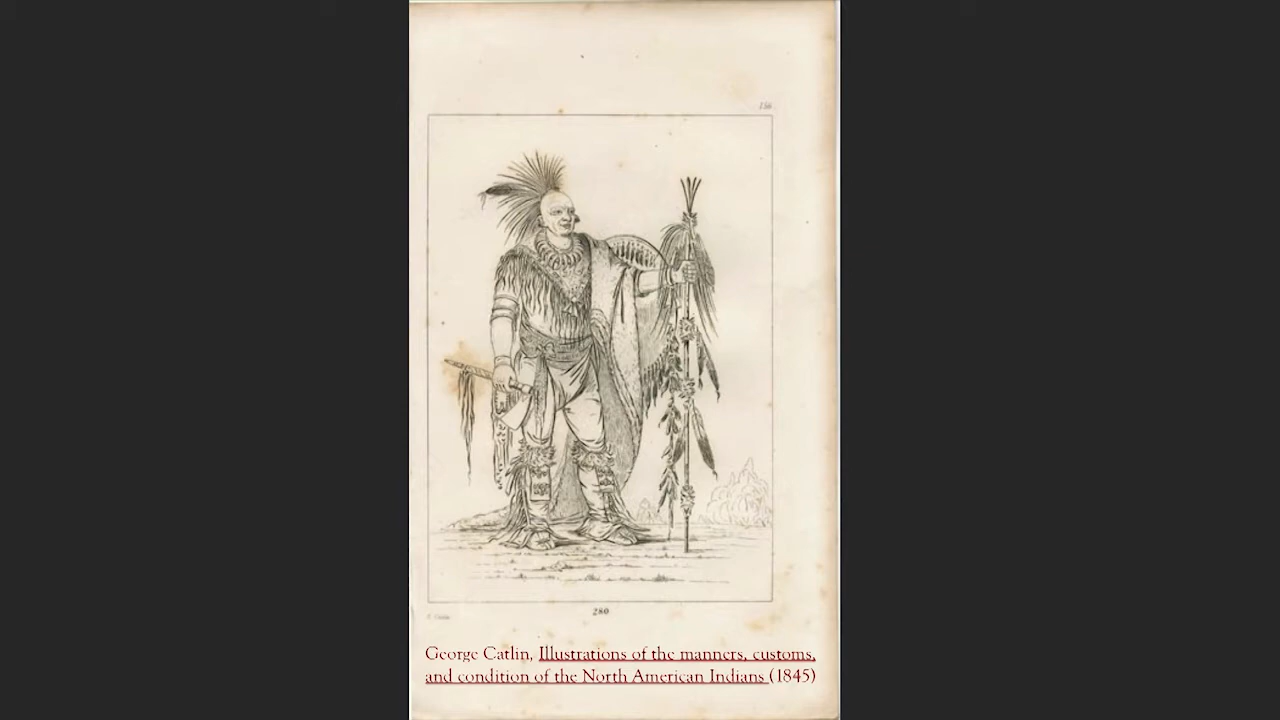 156
280
George Catlin, Illustrations of the manners, customs,
and condition of the North American Indians (1845)